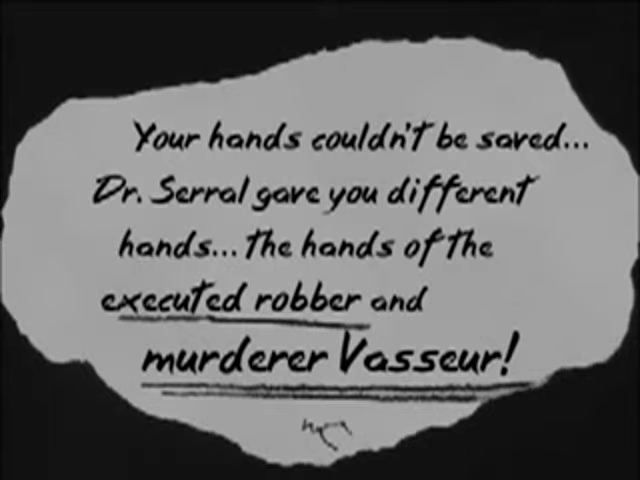 Your hands couldn't be saved...
Dr. Serral gave you different
hands... the hands of the
executed robber and
murderer Vasseur!